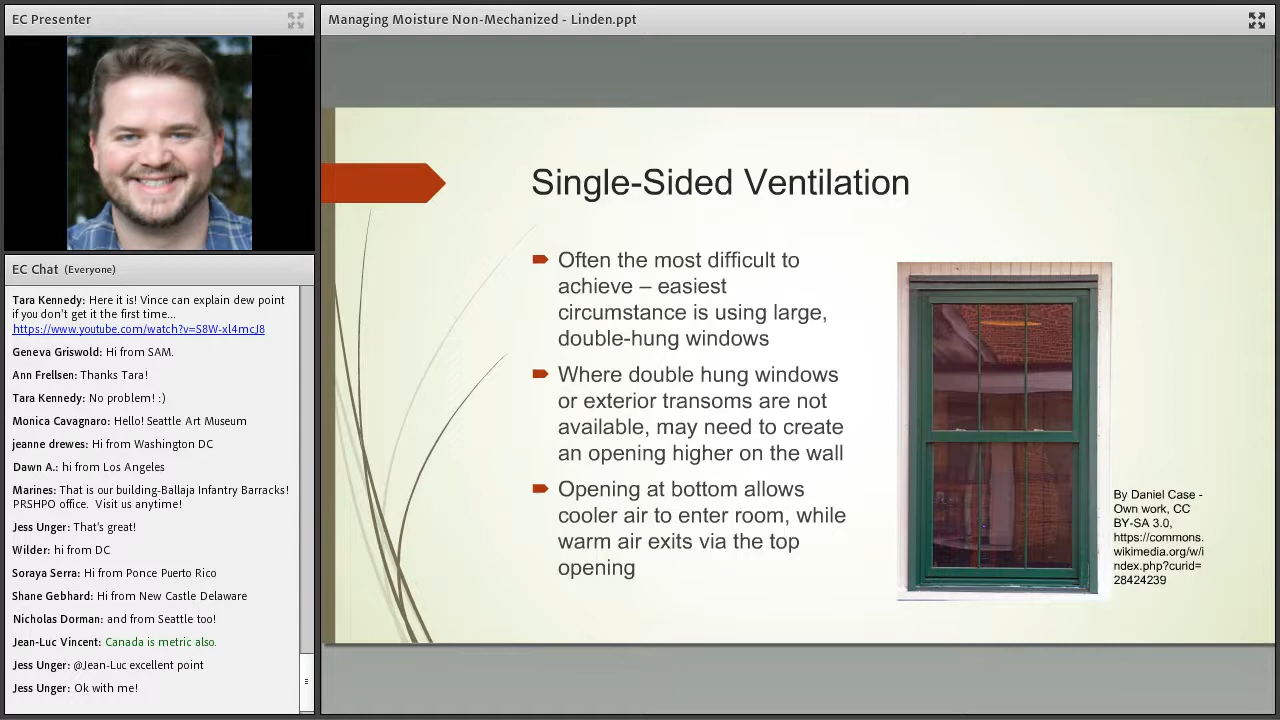 EC Presenter
Managing Moisture Non-Mechanized - Linden.ppt
EC Chat (Everyone)
Tara Kennedy: Here it is! Vince can explain dew point
if you don't get it the first time...
https://www.youtube.com/watch?v=S8W-xl4mcJ8
Geneva Griswold: Hi from SAM.
Ann Frellsen: Thanks Tara!
Tara Kennedy: No problem! :)
Monica Cavagnaro: Hello! Seattle Art Museum
jeanne drewes: Hi from Washington DC
Dawn A.: hi from Los Angeles
Marines: That is our building-Ballaja Infantry Barracks!
PRSHPO office.  Visit us anytime!
Jess Unger: That's great!
Wilder: hi from DC
Soraya Serra: Hi from Ponce Puerto Rico
Shane Gebhard: Hi from New Castle Delaware
Nicholas Dorman: and from Seattle too!
Jean-Luc Vincent: Canada is metric also.
Jess Unger: @Jean-Luc excellent point
Jess Unger: Ok with me!
Single-Sided Ventilation
Often the most difficult to
achieve – easiest
circumstance is using large,
double-hung windows
Where double hung windows
or exterior transoms are not
available, may need to create
an opening higher on the wall
Opening at bottom allows
cooler air to enter room, while
warm air exits via the top
opening
By Daniel Case -
Own work, CC
BY-SA 3.0,
https://commons.
wikimedia.org/w/i
ndex.php?curid=
28424239